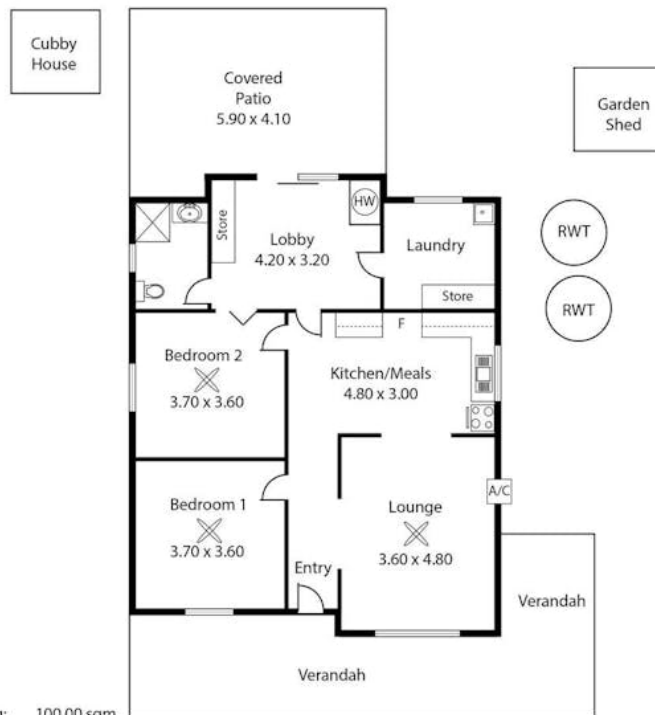 Cubby
House
Covered
Patio
5.90 x 4.10
Garden
Shed
Store
HW
Lobby
4.20 x 3.20
Laundry
RWT
Store
RWT
F
Bedroom 2
3.70 x 3.60
Kitchen/Meals
4.80 x 3.00
A/C
Bedroom 1
3.70 x 3.60
Lounge
3.60 x 4.80
Entry
Verandah
Verandah
100.00 sqm